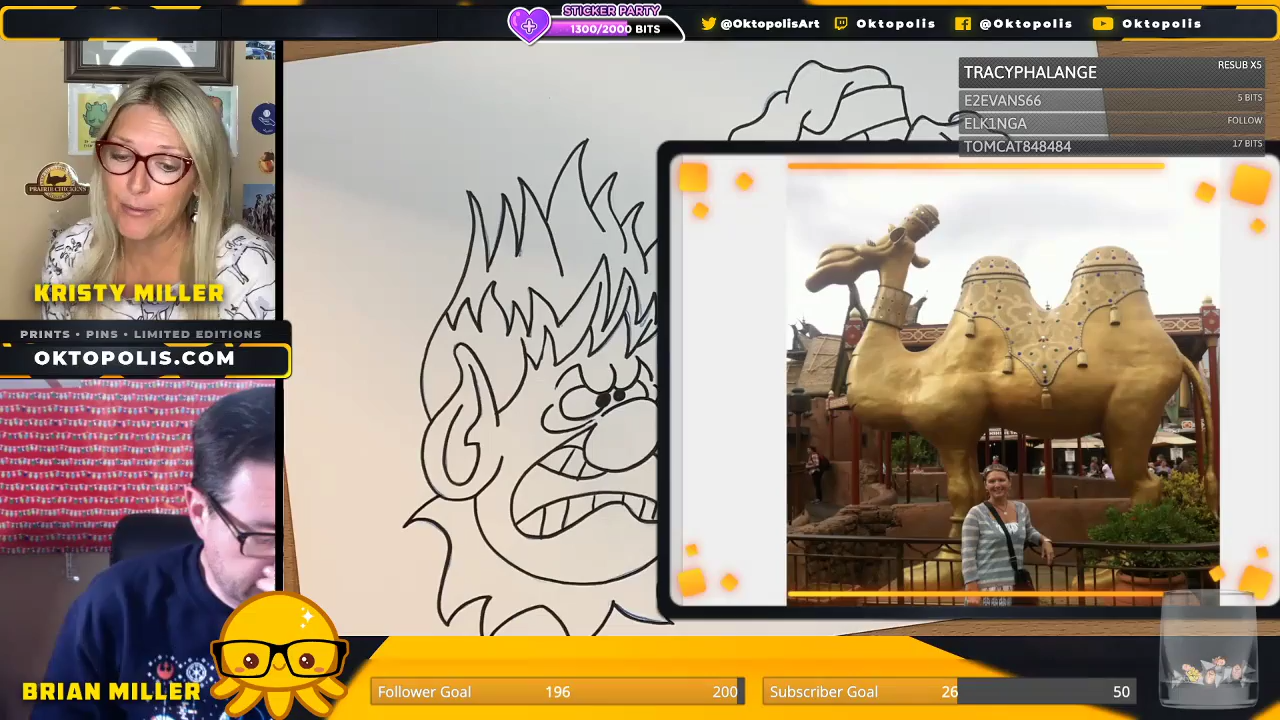 STICKER PARTY
1300/2000 BITS
@OktopolisArt
Oktopolis
@Oktopolis
Oktopolis
TRACYPHALANGE RESUB X5
E2EVANS66 5 BITS
ELK1NGA FOLLOW
TOMCAT848484 17 BITS
PRAIRIE CHICKENS
KRISTY MILLER
PRINTS • PINS • LIMITED EDITIONS
OKTOPOLIS.COM
BRIAN MILLER
Follower Goal 196 200
Subscriber Goal 26 50